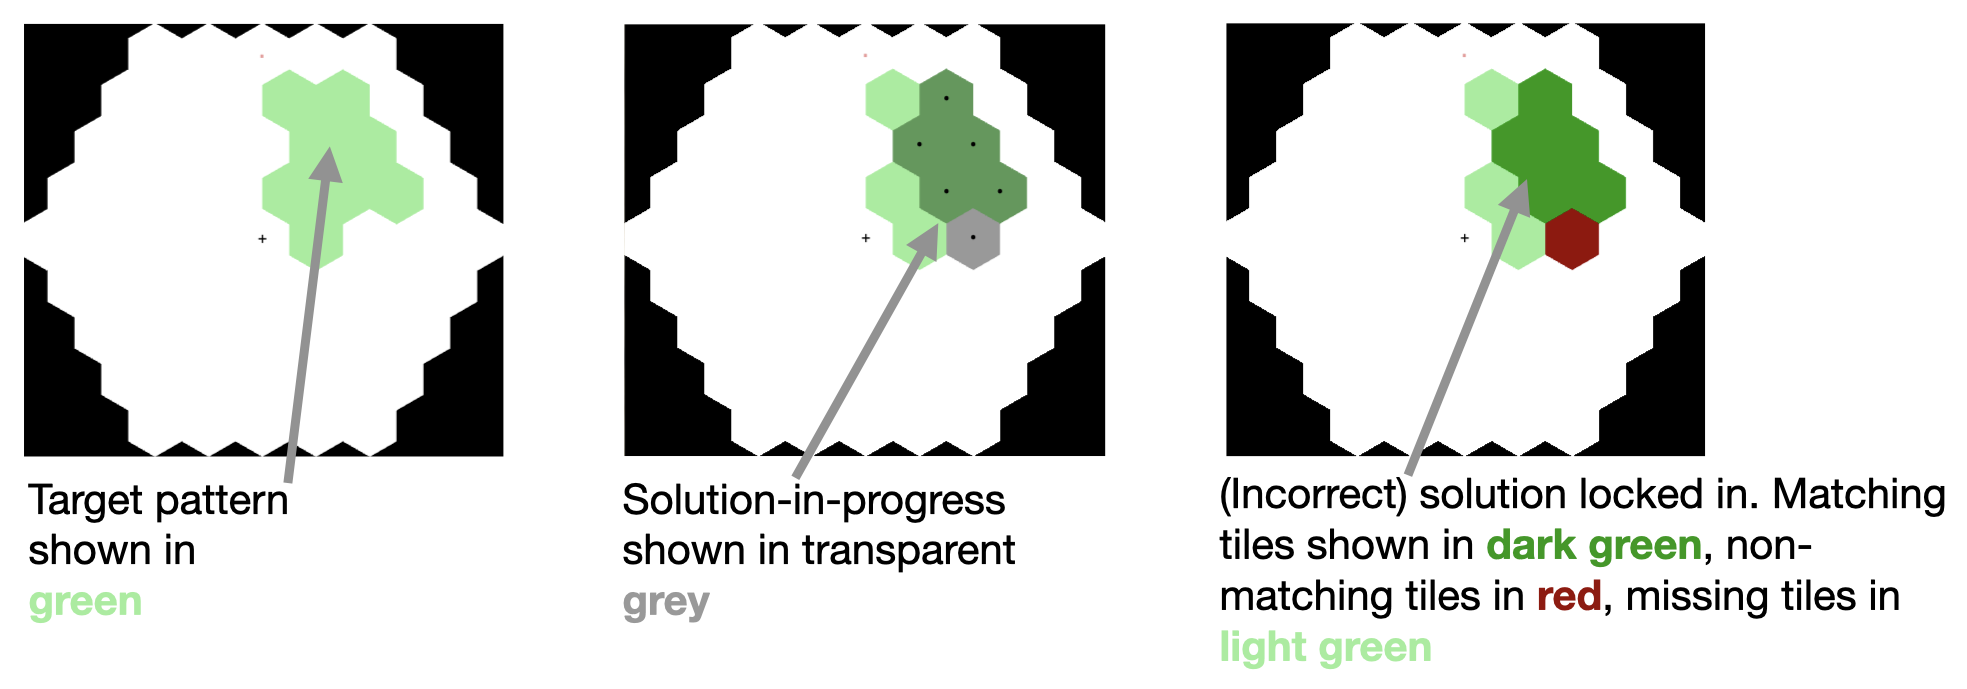 Target pattern
shown in
green
Solution-in-progress
shown in transparent
grey
(Incorrect) solution locked in. Matching
tiles shown in dark green, non-
matching tiles in red, missing tiles in
light green